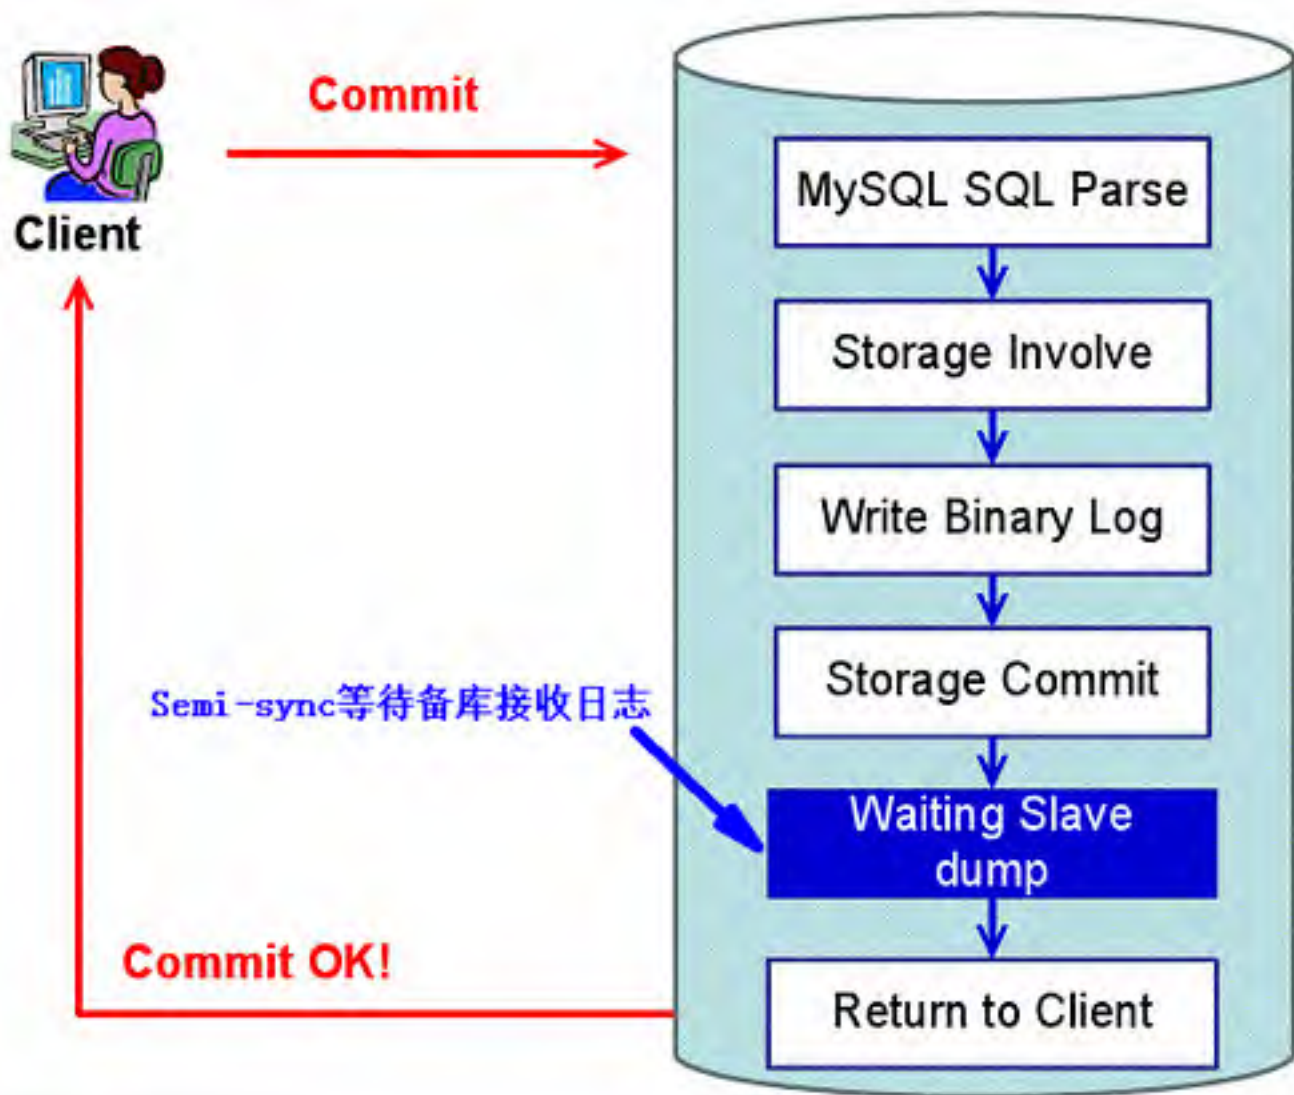 Commit
Client
MySQL SQL Parse
Storage Involve
Write Binary Log
Storage Commit
Semi-sync等待备库接收日志
Waiting Slave
dump
Commit OK!
Return to Client